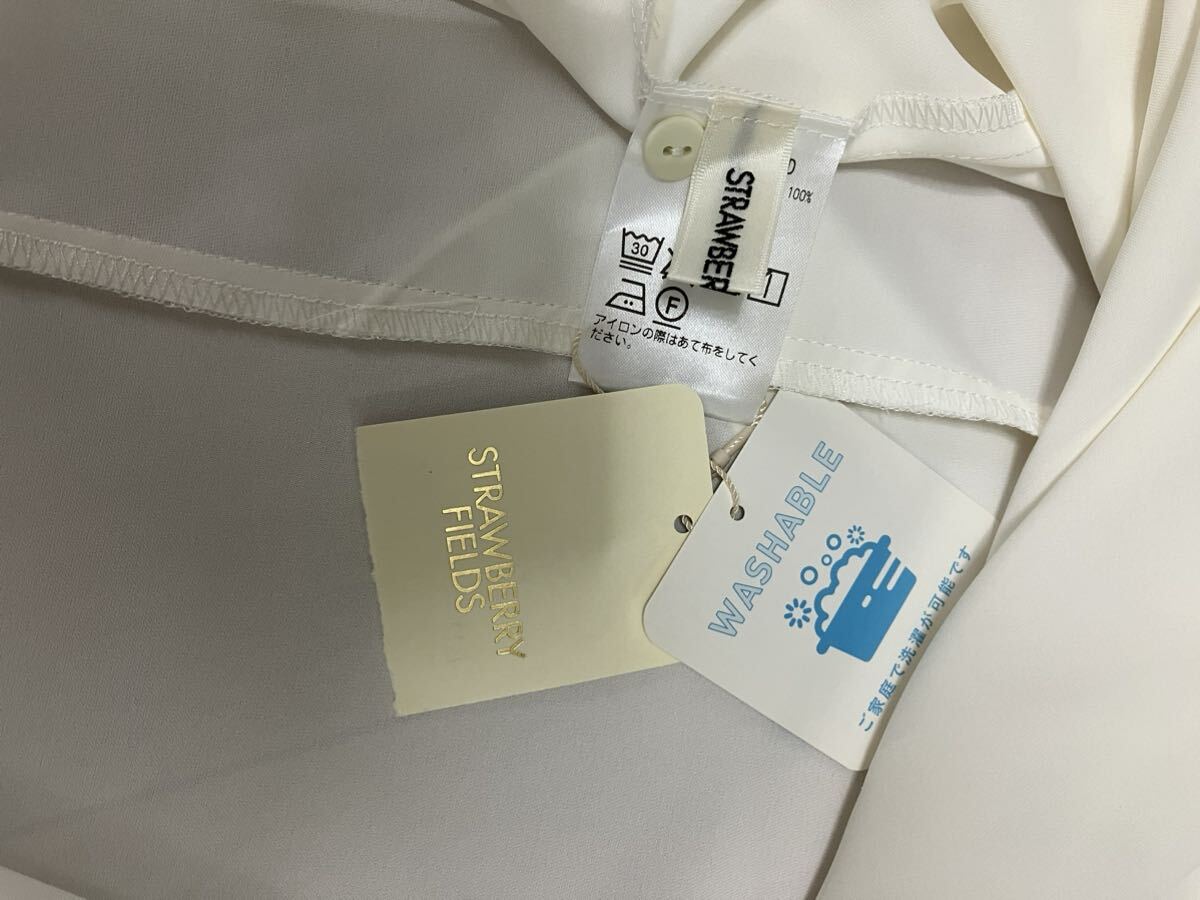 D
100%
STRAWBER
30
F
アイロンの際はあて布をしてく
ださい。
STRAWBERRY
FIELDS
WASHABLE
ご家庭で洗濯が可能です